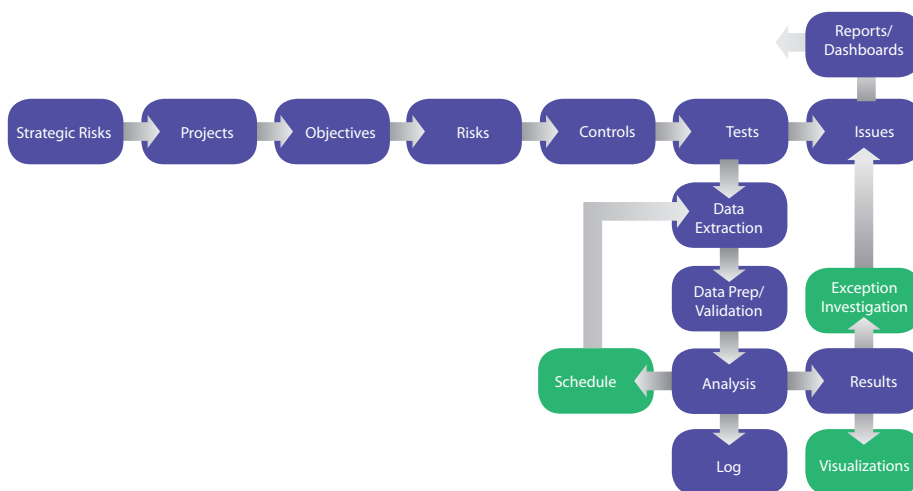 Reports/
Dashboards
Strategic Risks
Projects
Objectives
Risks
Controls
Tests
Issues
Data
Extraction
Data Prep/
Validation
Exception
Investigation
Schedule
Analysis
Results
Log
Visualizations